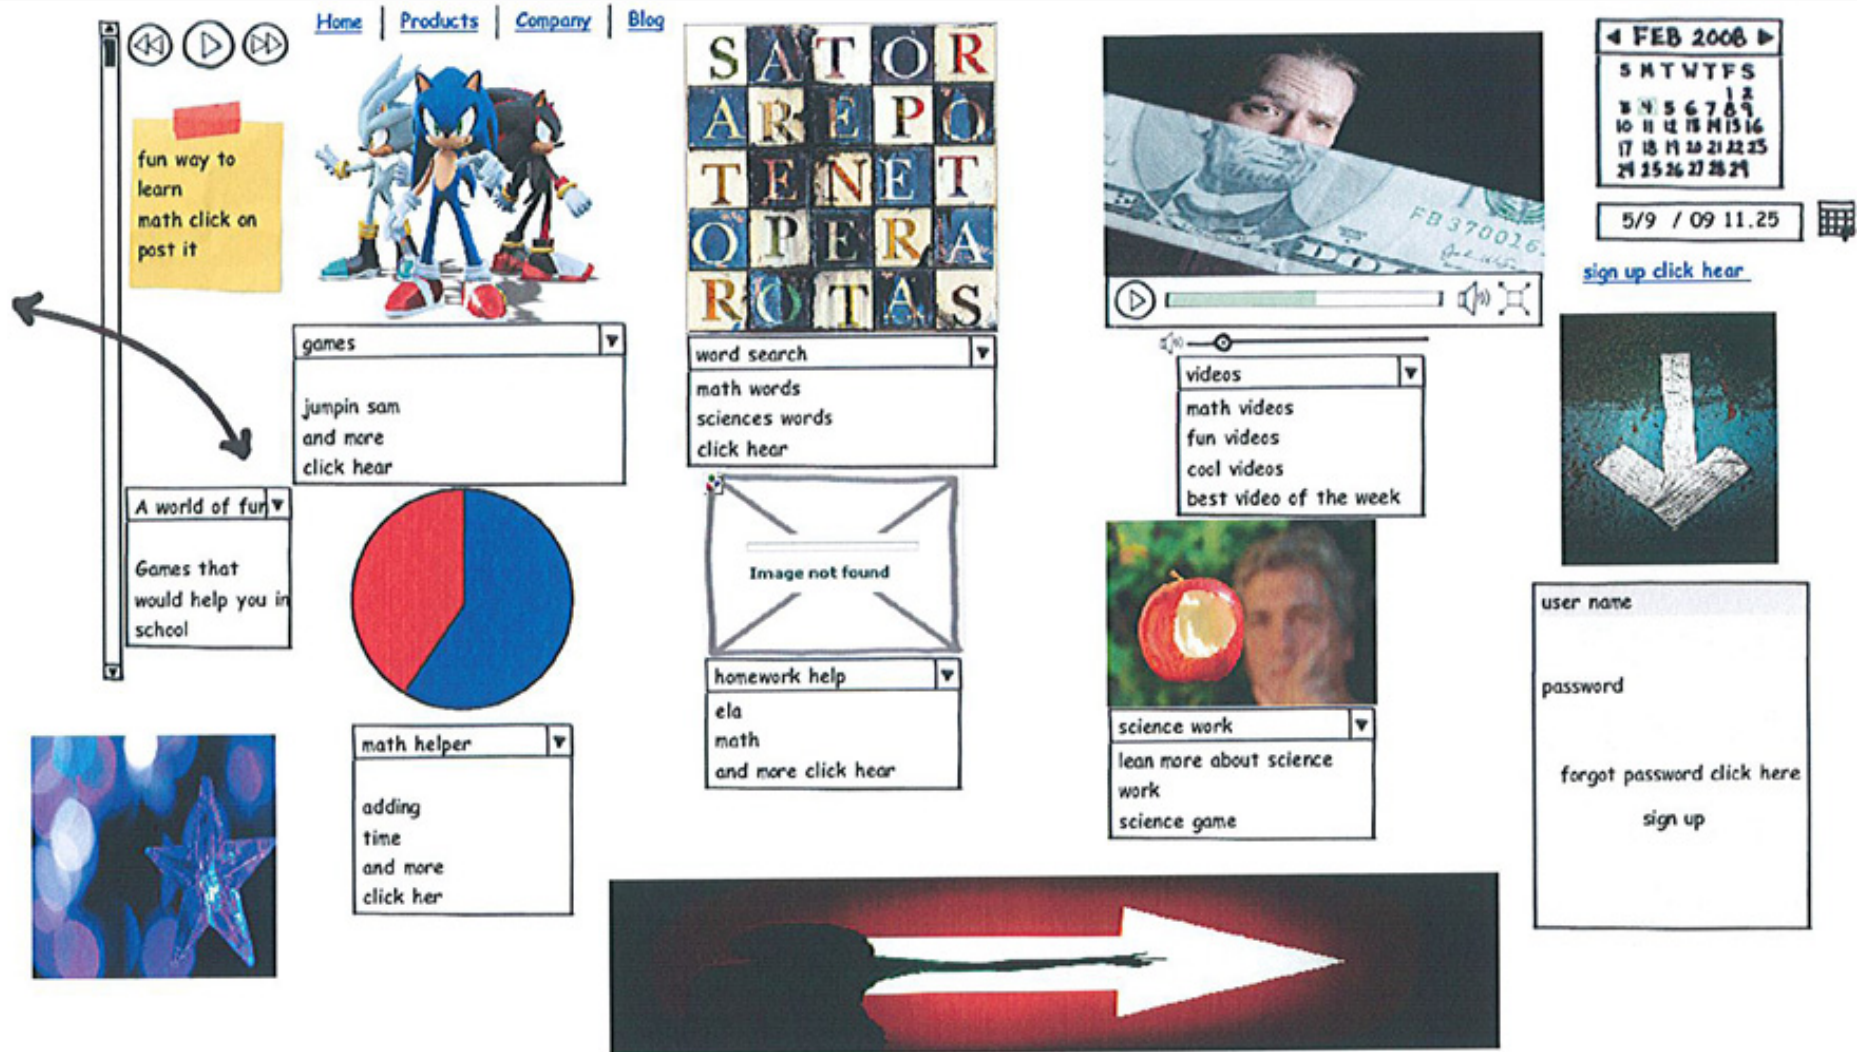 Home | Products | Company | Blog
fun way to
learn
math click on
post it
games
jumpin sam
and more
click hear
A world of fun
Games that
would help you in
school
math helper
adding
time
and more
click her
S A T O R
A R E P O
T E N E T
O P E R A
R O T A S
word search
math words
sciences words
click hear
Image not found
homework help
ela
math
and more click hear
FB370016
videos
math videos
fun videos
cool videos
best video of the week
science work
lean more about science
work
science game
FEB 2008
S M T W T F S
1 2
3 4 5 6 7 8 9
10 11 12 13 14 15 16
17 18 19 20 21 22 23
24 25 26 27 28 29
5/9 / 09 11.25
sign up click hear
user name
password
forgot password click here
sign up